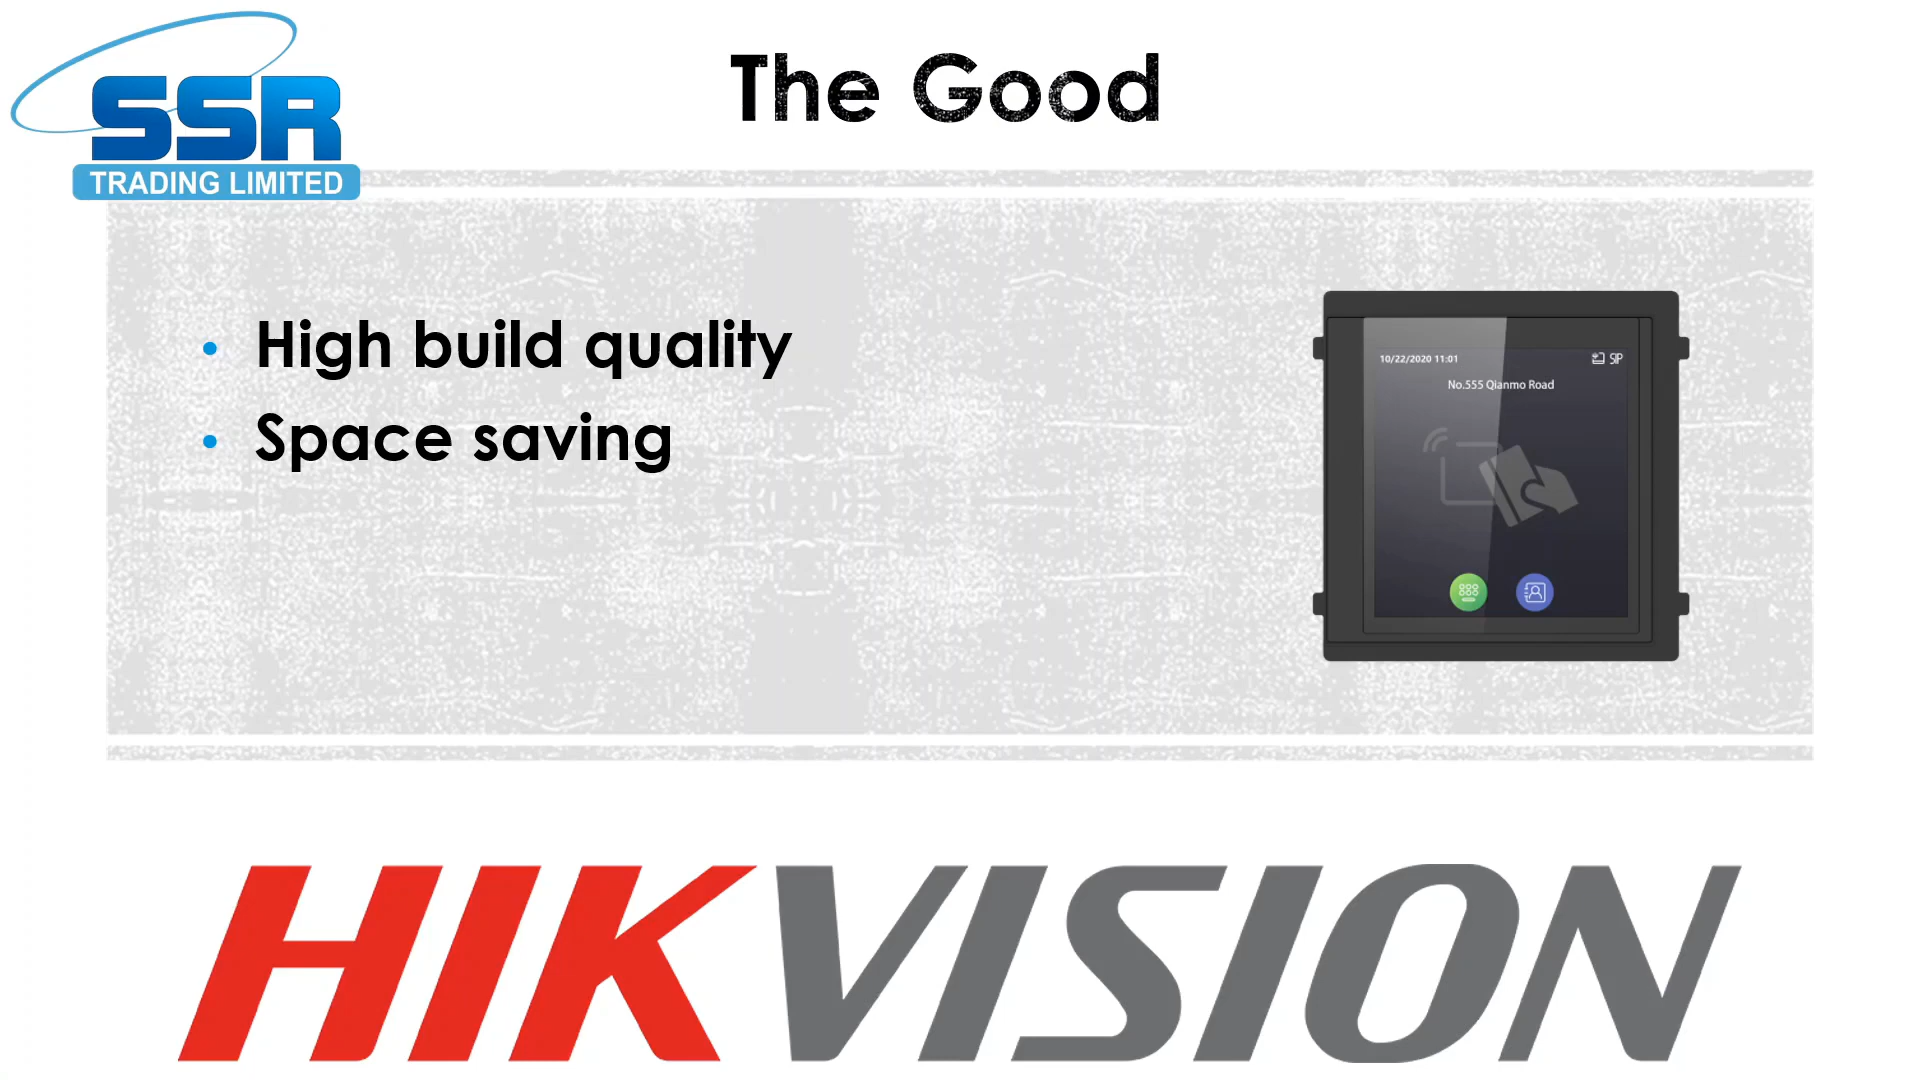 SSR
TRADING LIMITED
The Good
• High build quality
• Space saving
10/22/2020 11:01
SIP
No.555 Qianmo Road
HIKVISION